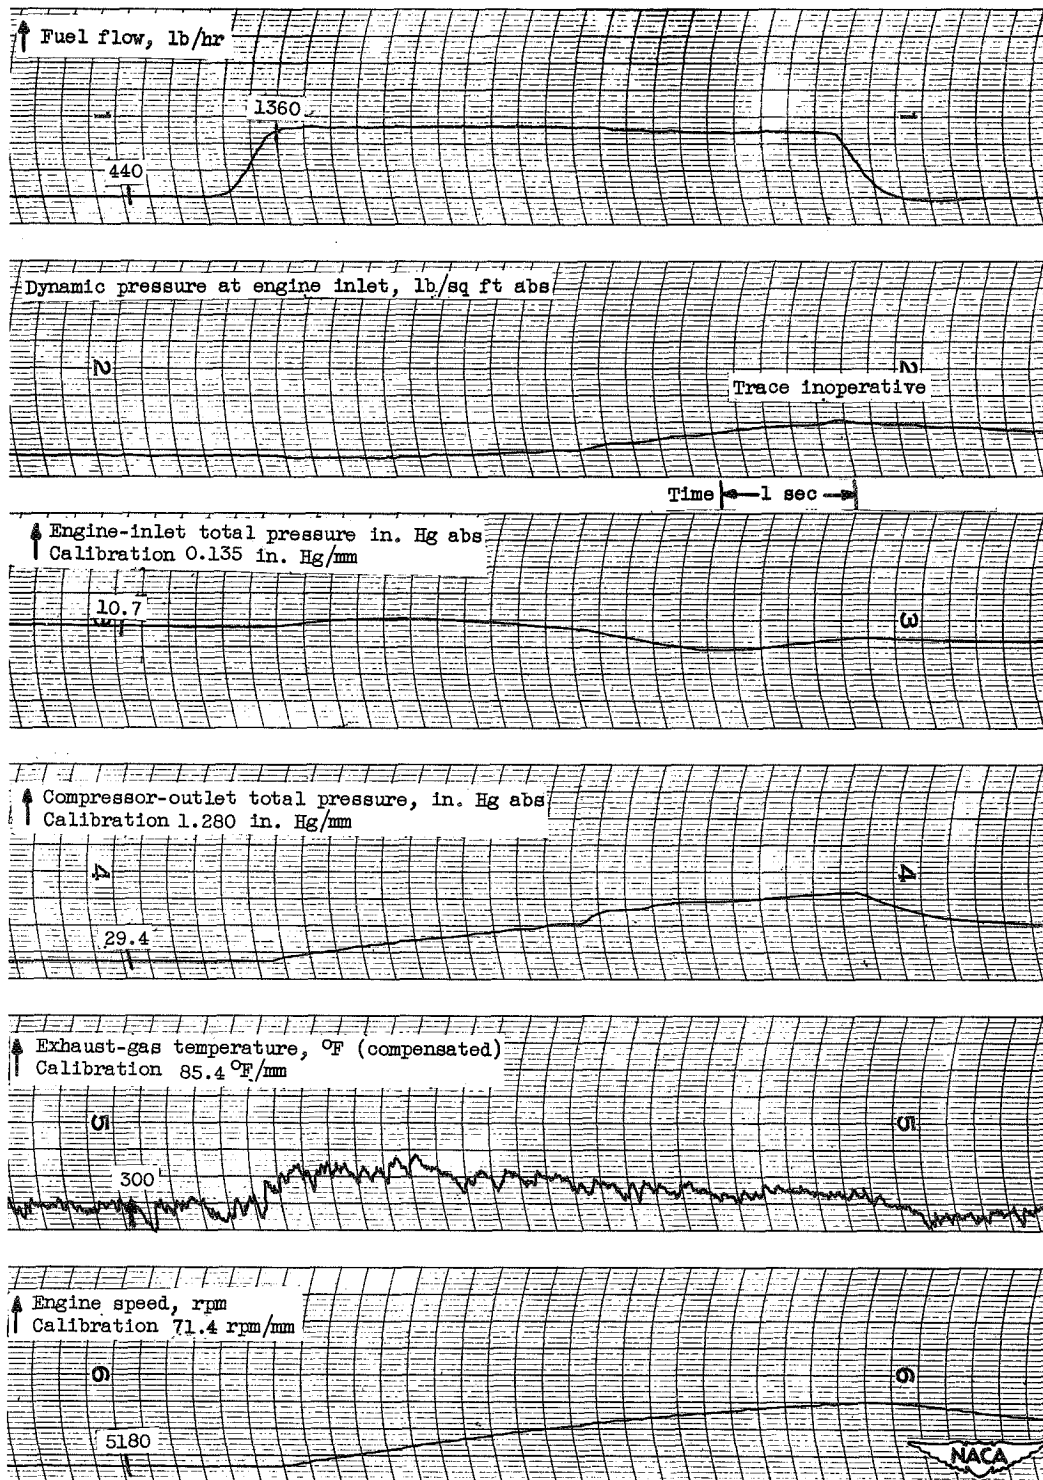 Fuel flow, lb/hr
1
1
1360
440
Dynamic pressure at engine inlet, lb/sq ft abs
2
2
Trace inoperative
Time 1 sec
Engine-inlet total pressure in. Hg abs
Calibration 0.135 in. Hg/mm
10.7
3
3
Compressor-outlet total pressure, in. Hg abs
Calibration 1.280 in. Hg/mm
4
4
29.4
Exhaust-gas temperature, °F (compensated)
Calibration 85.4 °F/mm
5
5
300
Engine speed, rpm
Calibration 71.4 rpm/mm
6
6
5180
NACA